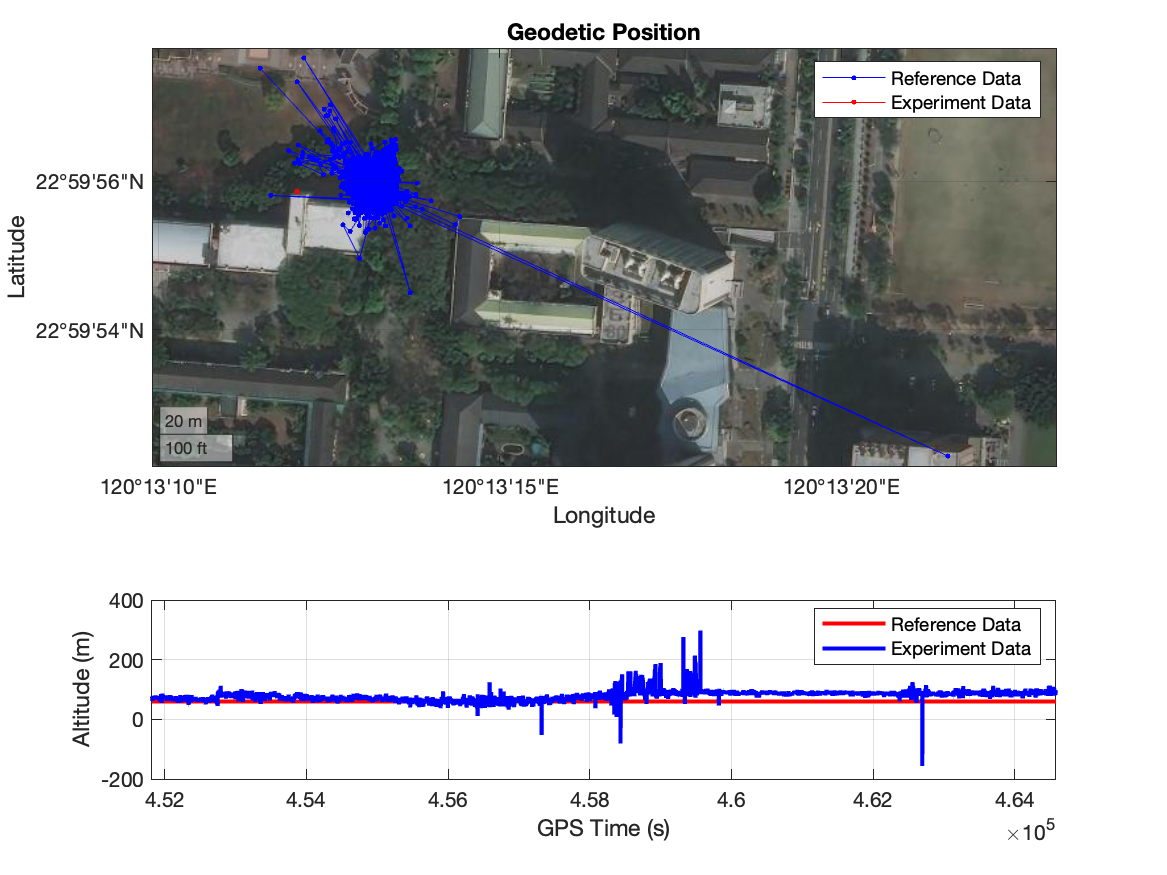 Geodetic Position
Reference Data
Experiment Data
22°59'56"N
22°59'54"N
Latitude
20 m
100 ft
120°13'10"E
120°13'15"E
120°13'20"E
Longitude
400
200
0
-200
Altitude (m)
Reference Data
Experiment Data
4.52
4.54
4.56
4.58
4.6
4.62
4.64
GPS Time (s)
×10⁵